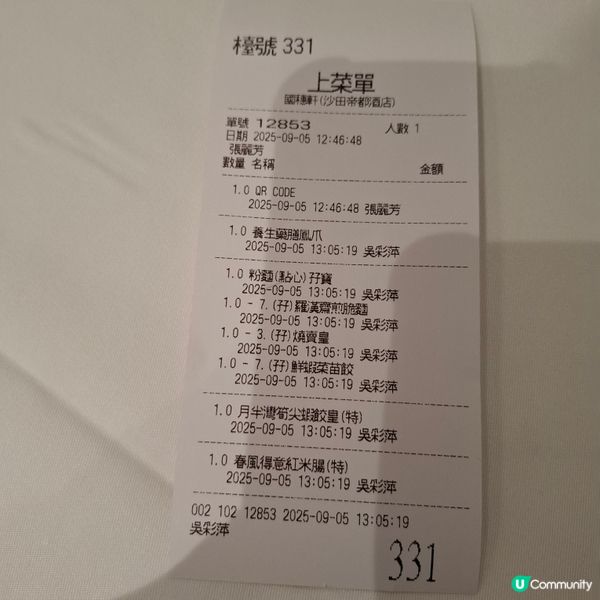 檯號 331
上菜單
國穗軒(沙田帝都酒店)
單號 12853 人數 1
日期 2025-09-05 12:46:48
張麗芳
數量 名稱 金額
1.0 QR CODE
2025-09-05 12:46:48 張麗芳
1.0 養生藥膳鳳爪
2025-09-05 13:05:19 吳彩萍
1.0 粉麵(點心)孖寶
2025-09-05 13:05:19 吳彩萍
1.0 - 7.(孖)羅漢齋煎脆麵
2025-09-05 13:05:19 吳彩萍
1.0 - 3.(孖)燒賣皇
2025-09-05 13:05:19 吳彩萍
1.0 - 7.(孖)鮮蝦菜苗餃
2025-09-05 13:05:19 吳彩萍
1.0 月半灣筍尖蝦餃皇(特)
2025-09-05 13:05:19 吳彩萍
1.0 春風得意紅米腸(特)
2025-09-05 13:05:19 吳彩萍
002 102 12853 2025-09-05 13:05:19
吳彩萍
331
U Community